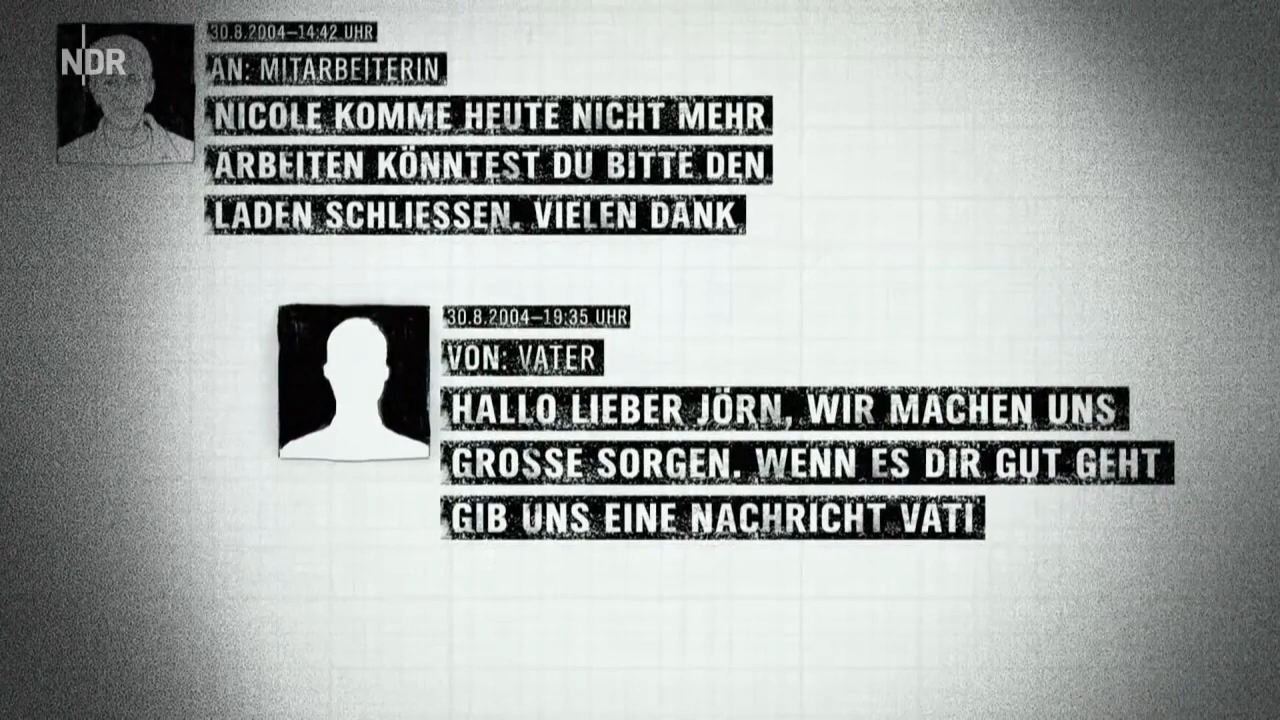 NDR
30.8.2004–14:42 UHR
AN: MITARBEITERIN
NICOLE KOMME HEUTE NICHT MEHR
ARBEITEN KÖNNTEST DU BITTE DEN
LADEN SCHLIESSEN. VIELEN DANK
30.8.2004–19:35 UHR
VON: VATER
HALLO LIEBER JÖRN, WIR MACHEN UNS
GROSSE SORGEN. WENN ES DIR GUT GEHT
GIB UNS EINE NACHRICHT VATI